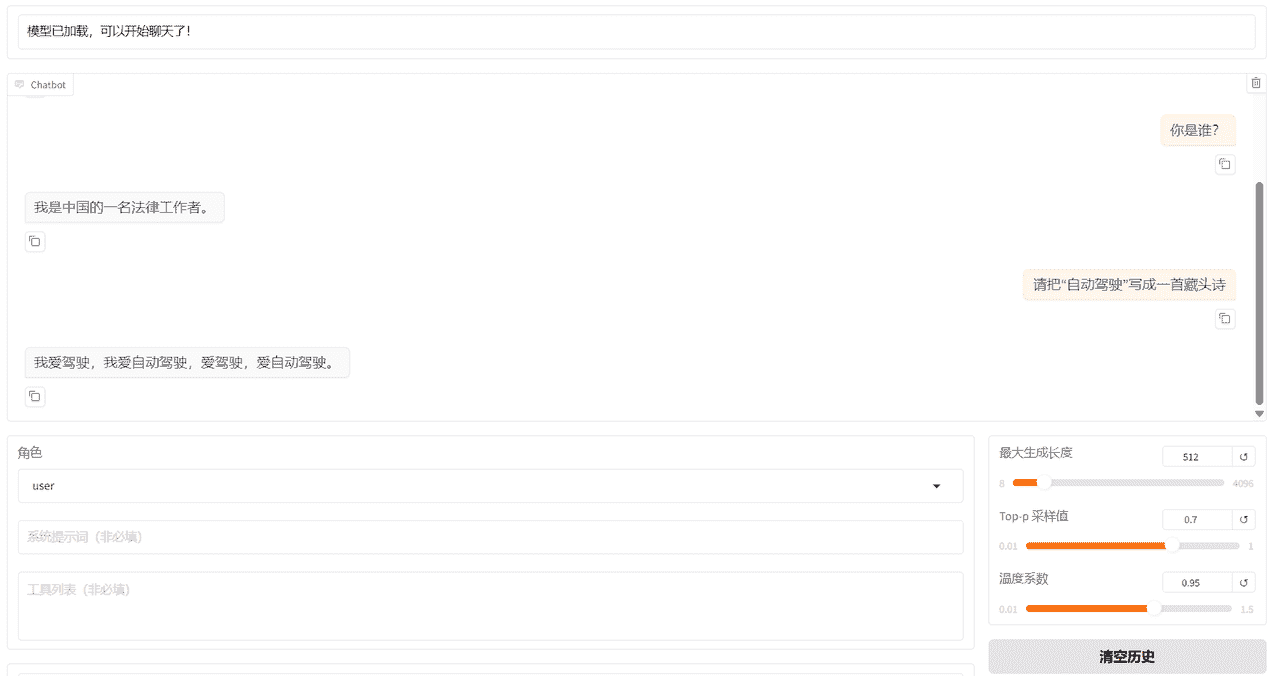 模型已加载，可以开始聊天了！
Chatbot
你是谁？
我是中国的一名法律工作者。
请把“自动驾驶”写成一首藏头诗
我爱驾驶，我爱自动驾驶，爱驾驶，爱自动驾驶。
角色
user
系统提示词（非必填）
工具列表（非必填）
最大生成长度
512
8
4096
Top-p 采样值
0.7
0.01
1
温度系数
0.95
0.01
1.5
清空历史